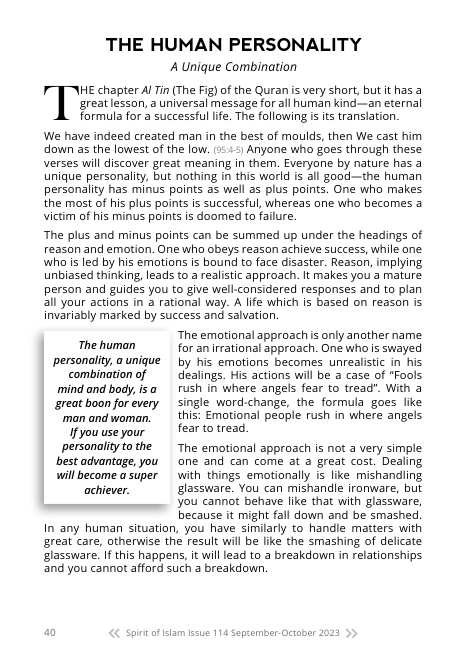 THE HUMAN PERSONALITY
A Unique Combination
THE chapter Al Tin (The Fig) of the Quran is very short, but it has a
great lesson, a universal message for all human kind—an eternal
formula for a successful life. The following is its translation.
We have indeed created man in the best of moulds, then We cast him
down as the lowest of the low. (95:4-5) Anyone who goes through these
verses will discover great meaning in them. Everyone by nature has a
unique personality, but nothing in this world is all good—the human
personality has minus points as well as plus points. One who makes
the most of his plus points is successful, whereas one who becomes a
victim of his minus points is doomed to failure.
The plus and minus points can be summed up under the headings of
reason and emotion. One who obeys reason achieve success, while one
who is led by his emotions is bound to face disaster. Reason, implying
unbiased thinking, leads to a realistic approach. It makes you a mature
person and guides you to give well-considered responses and to plan
all your actions in a rational way. A life which is based on reason is
invariably marked by success and salvation.
The human
personality, a unique
combination of
mind and body, is a
great boon for every
man and woman.
If you use your
personality to the
best advantage, you
will become a super
achiever.
The emotional approach is only another name
for an irrational approach. One who is swayed
by his emotions becomes unrealistic in his
dealings. His actions will be a case of "Fools
rush in where angels fear to tread". With a
single word-change, the formula goes like
this: Emotional people rush in where angels
fear to tread.
The emotional approach is not a very simple
one and can come at a great cost. Dealing
with things emotionally is like mishandling
glassware. You can mishandle ironware, but
you cannot behave like that with glassware,
because it might fall down and be smashed.
In any human situation, you have similarly to handle matters with
great care, otherwise the result will be like the smashing of delicate
glassware. If this happens, it will lead to a breakdown in relationships
and you cannot afford such a breakdown.
40
Spirit of Islam Issue 114 September-October 2023